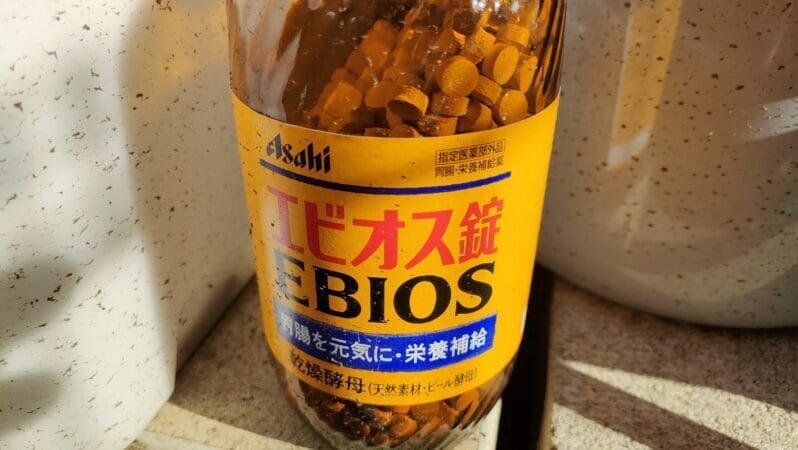 Asahi
指定医薬部外品
胃腸・栄養補給薬
エビオス錠
EBIOS
胃腸を元気に・栄養補給
乾燥酵母(天然素材・ビール酵母)